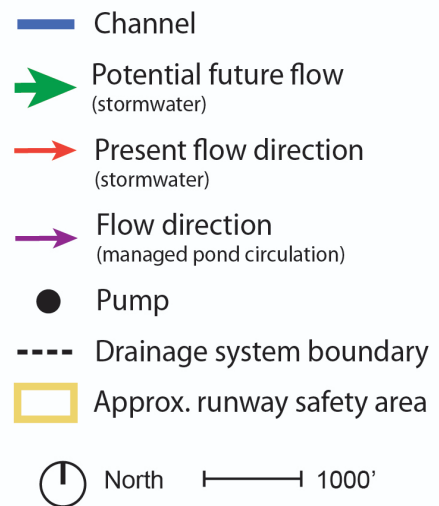 Channel
Potential future flow
(stormwater)
Present flow direction
(stormwater)
Flow direction
(managed pond circulation)
Pump
Drainage system boundary
Approx. runway safety area
North 1000’